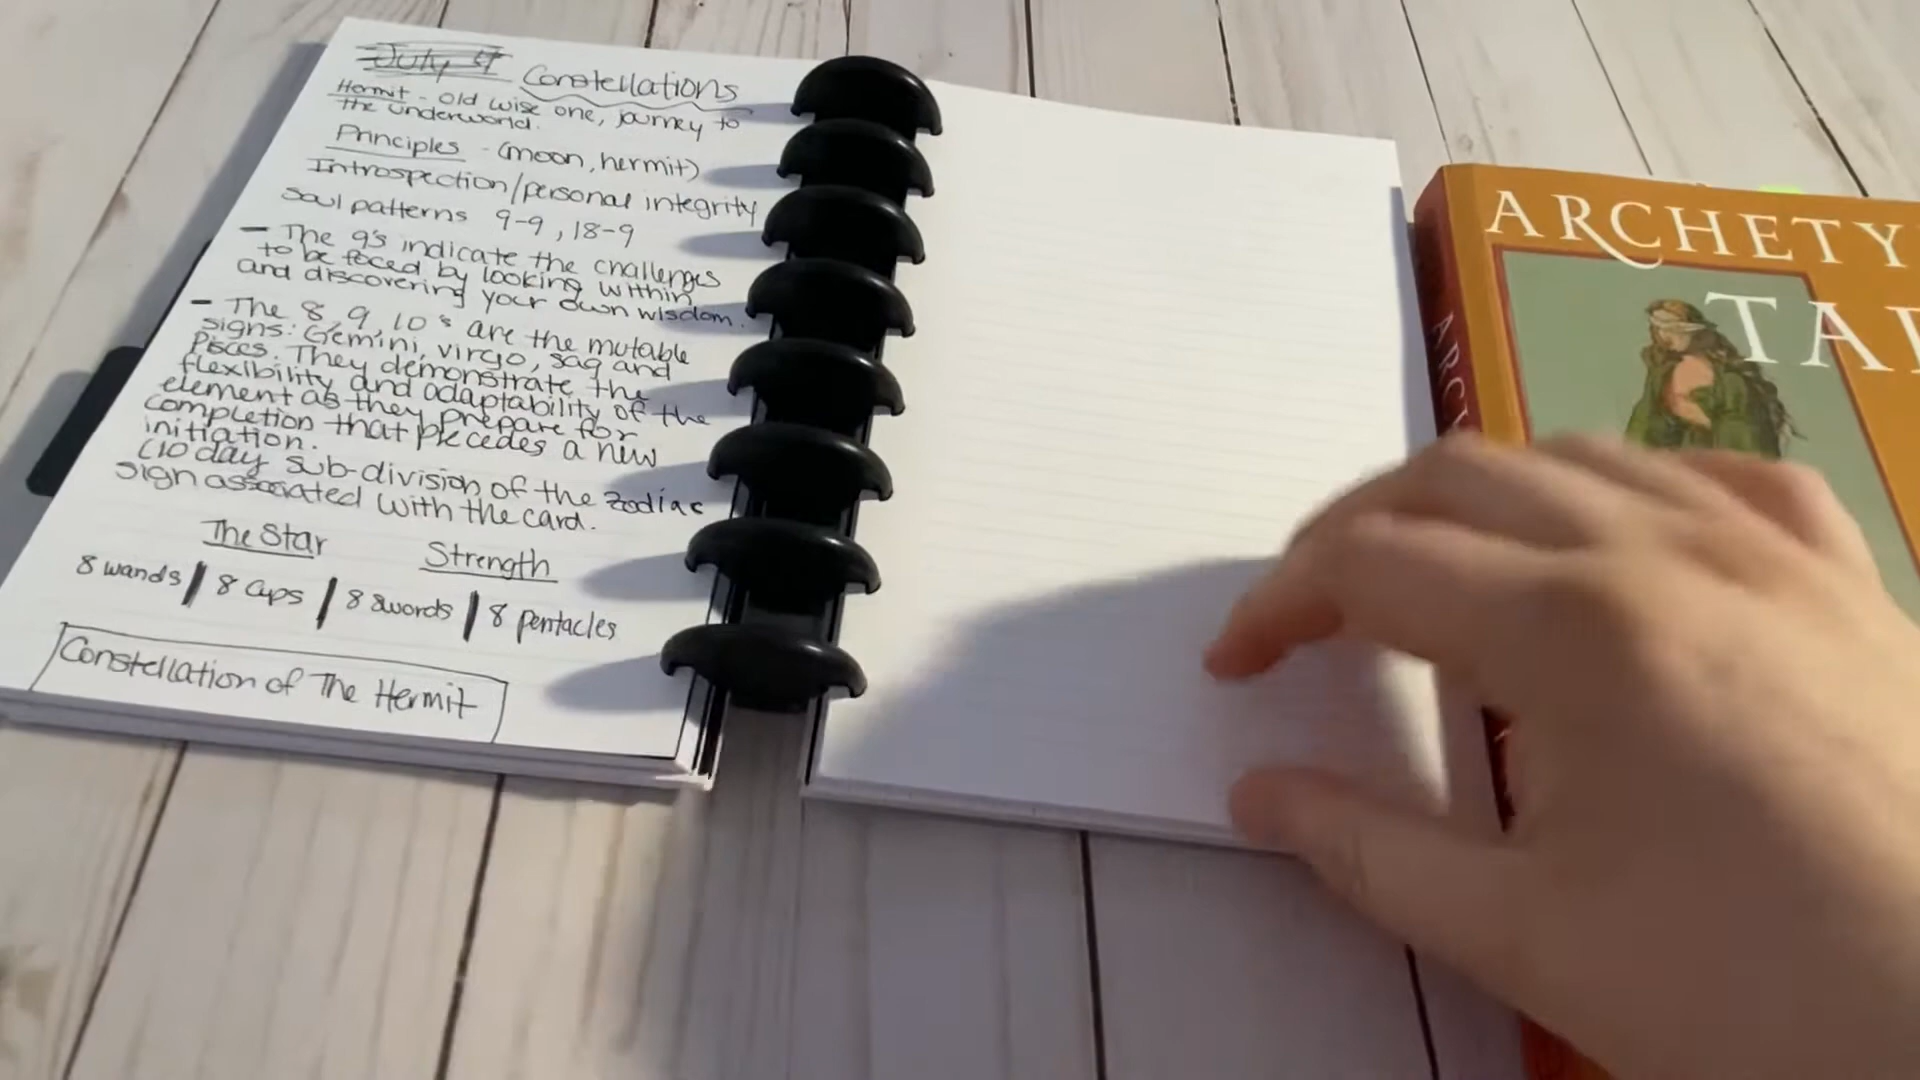 July 4
Constellations
Hermit - Old wise one, journey to
the underworld.
Principles - (moon, hermit)
Introspection/personal integrity
Soul patterns 9-9, 18-9
- The 9's indicate the challenges
to be faced by looking within
and discovering your own wisdom.
- The 8, 9, 10's are the mutable
signs: Gemini, virgo, sag and
Pisces. They demonstrate the
flexibility and adaptability of the
element as they prepare for
completion that precedes a new
initiation.
(10 day sub-division of the zodiac
sign associated with the card.
The Star Strength
8 wands | 8 Cups | 8 swords | 8 pentacles
Constellation of The Hermit
ARCHETY
TA
ARCHE